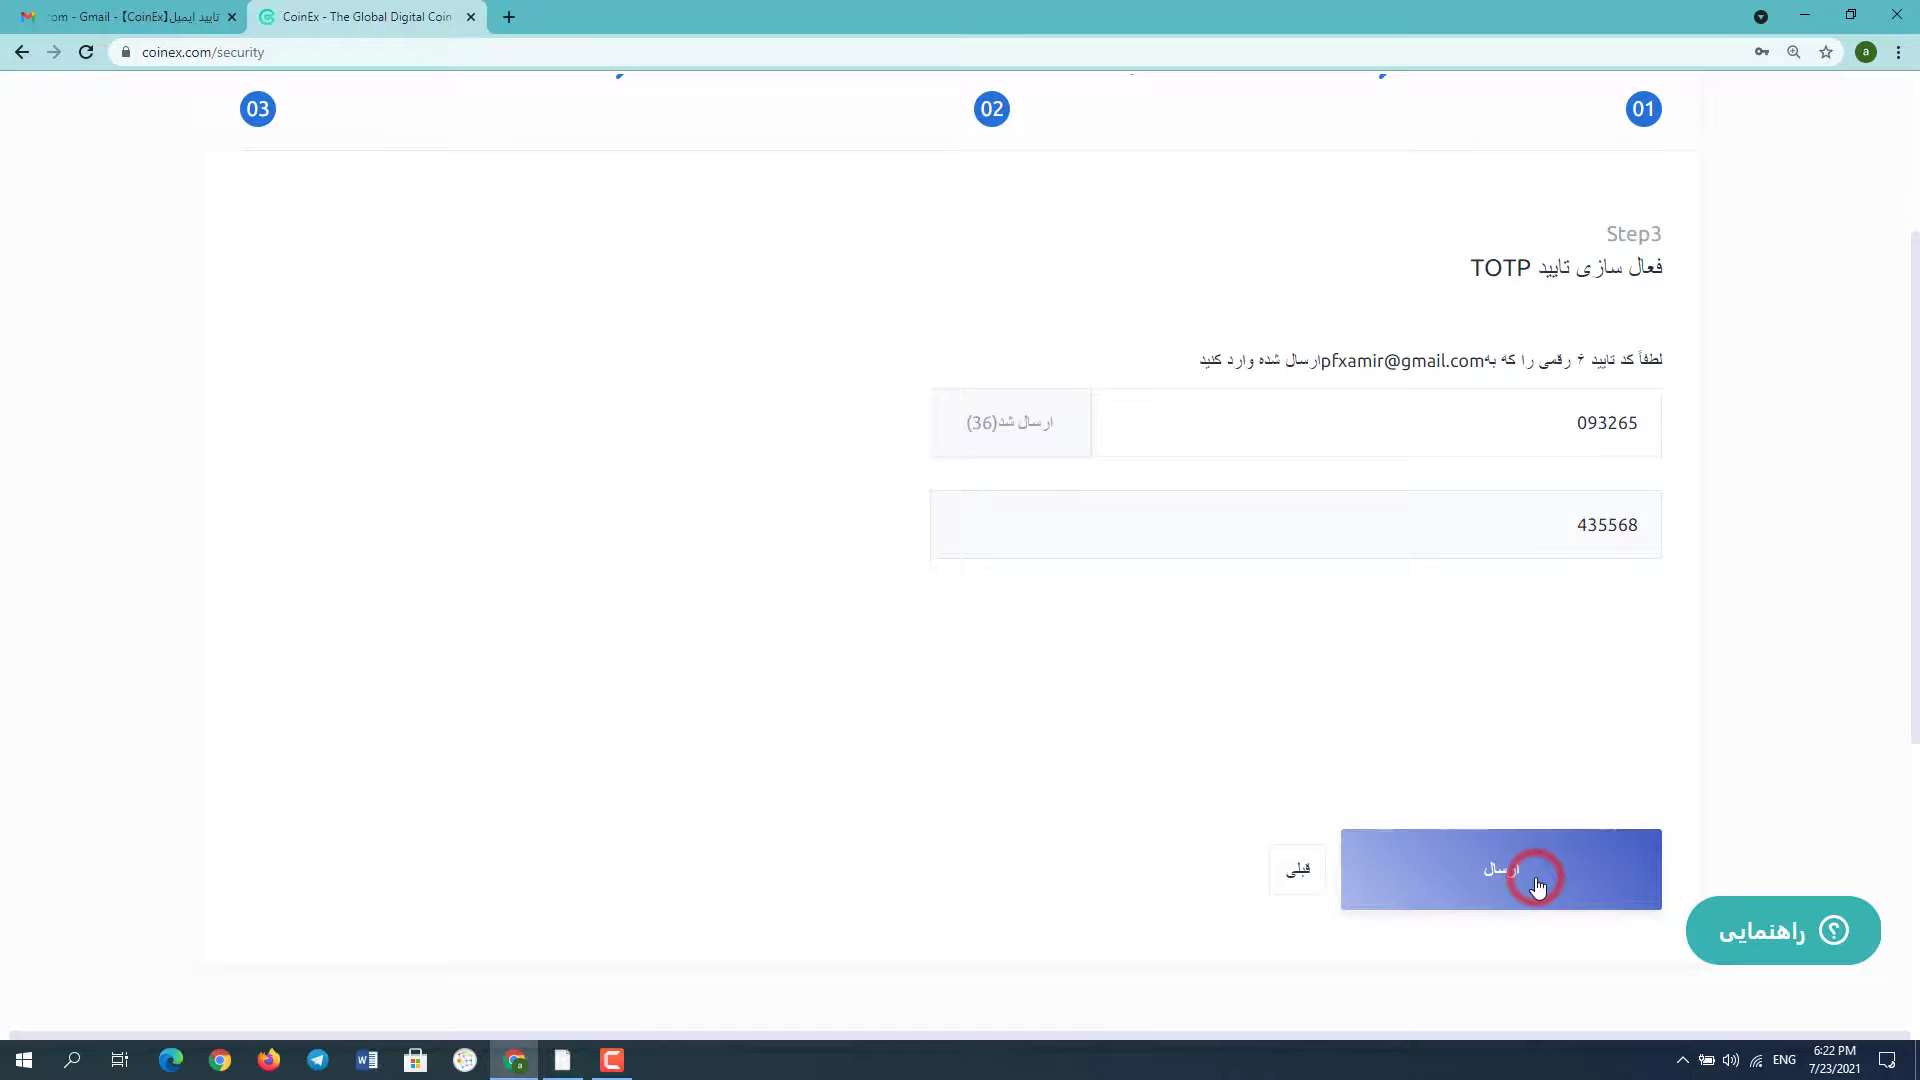 om - Gmail - 【CoinEx】تایید ایمیل
CoinEx - The Global Digital Coin
coinex.com/security
a
03
02
01
Step3
فعال سازی تایید TOTP
لطفاً کد تایید ۶ رقمی را که بهpfxamir@gmail.comارسال شده وارد کنید
093265
ارسال شد(36)
435568
ارسال
قبلی
راهنمایی
ENG
6:22 PM
7/23/2021